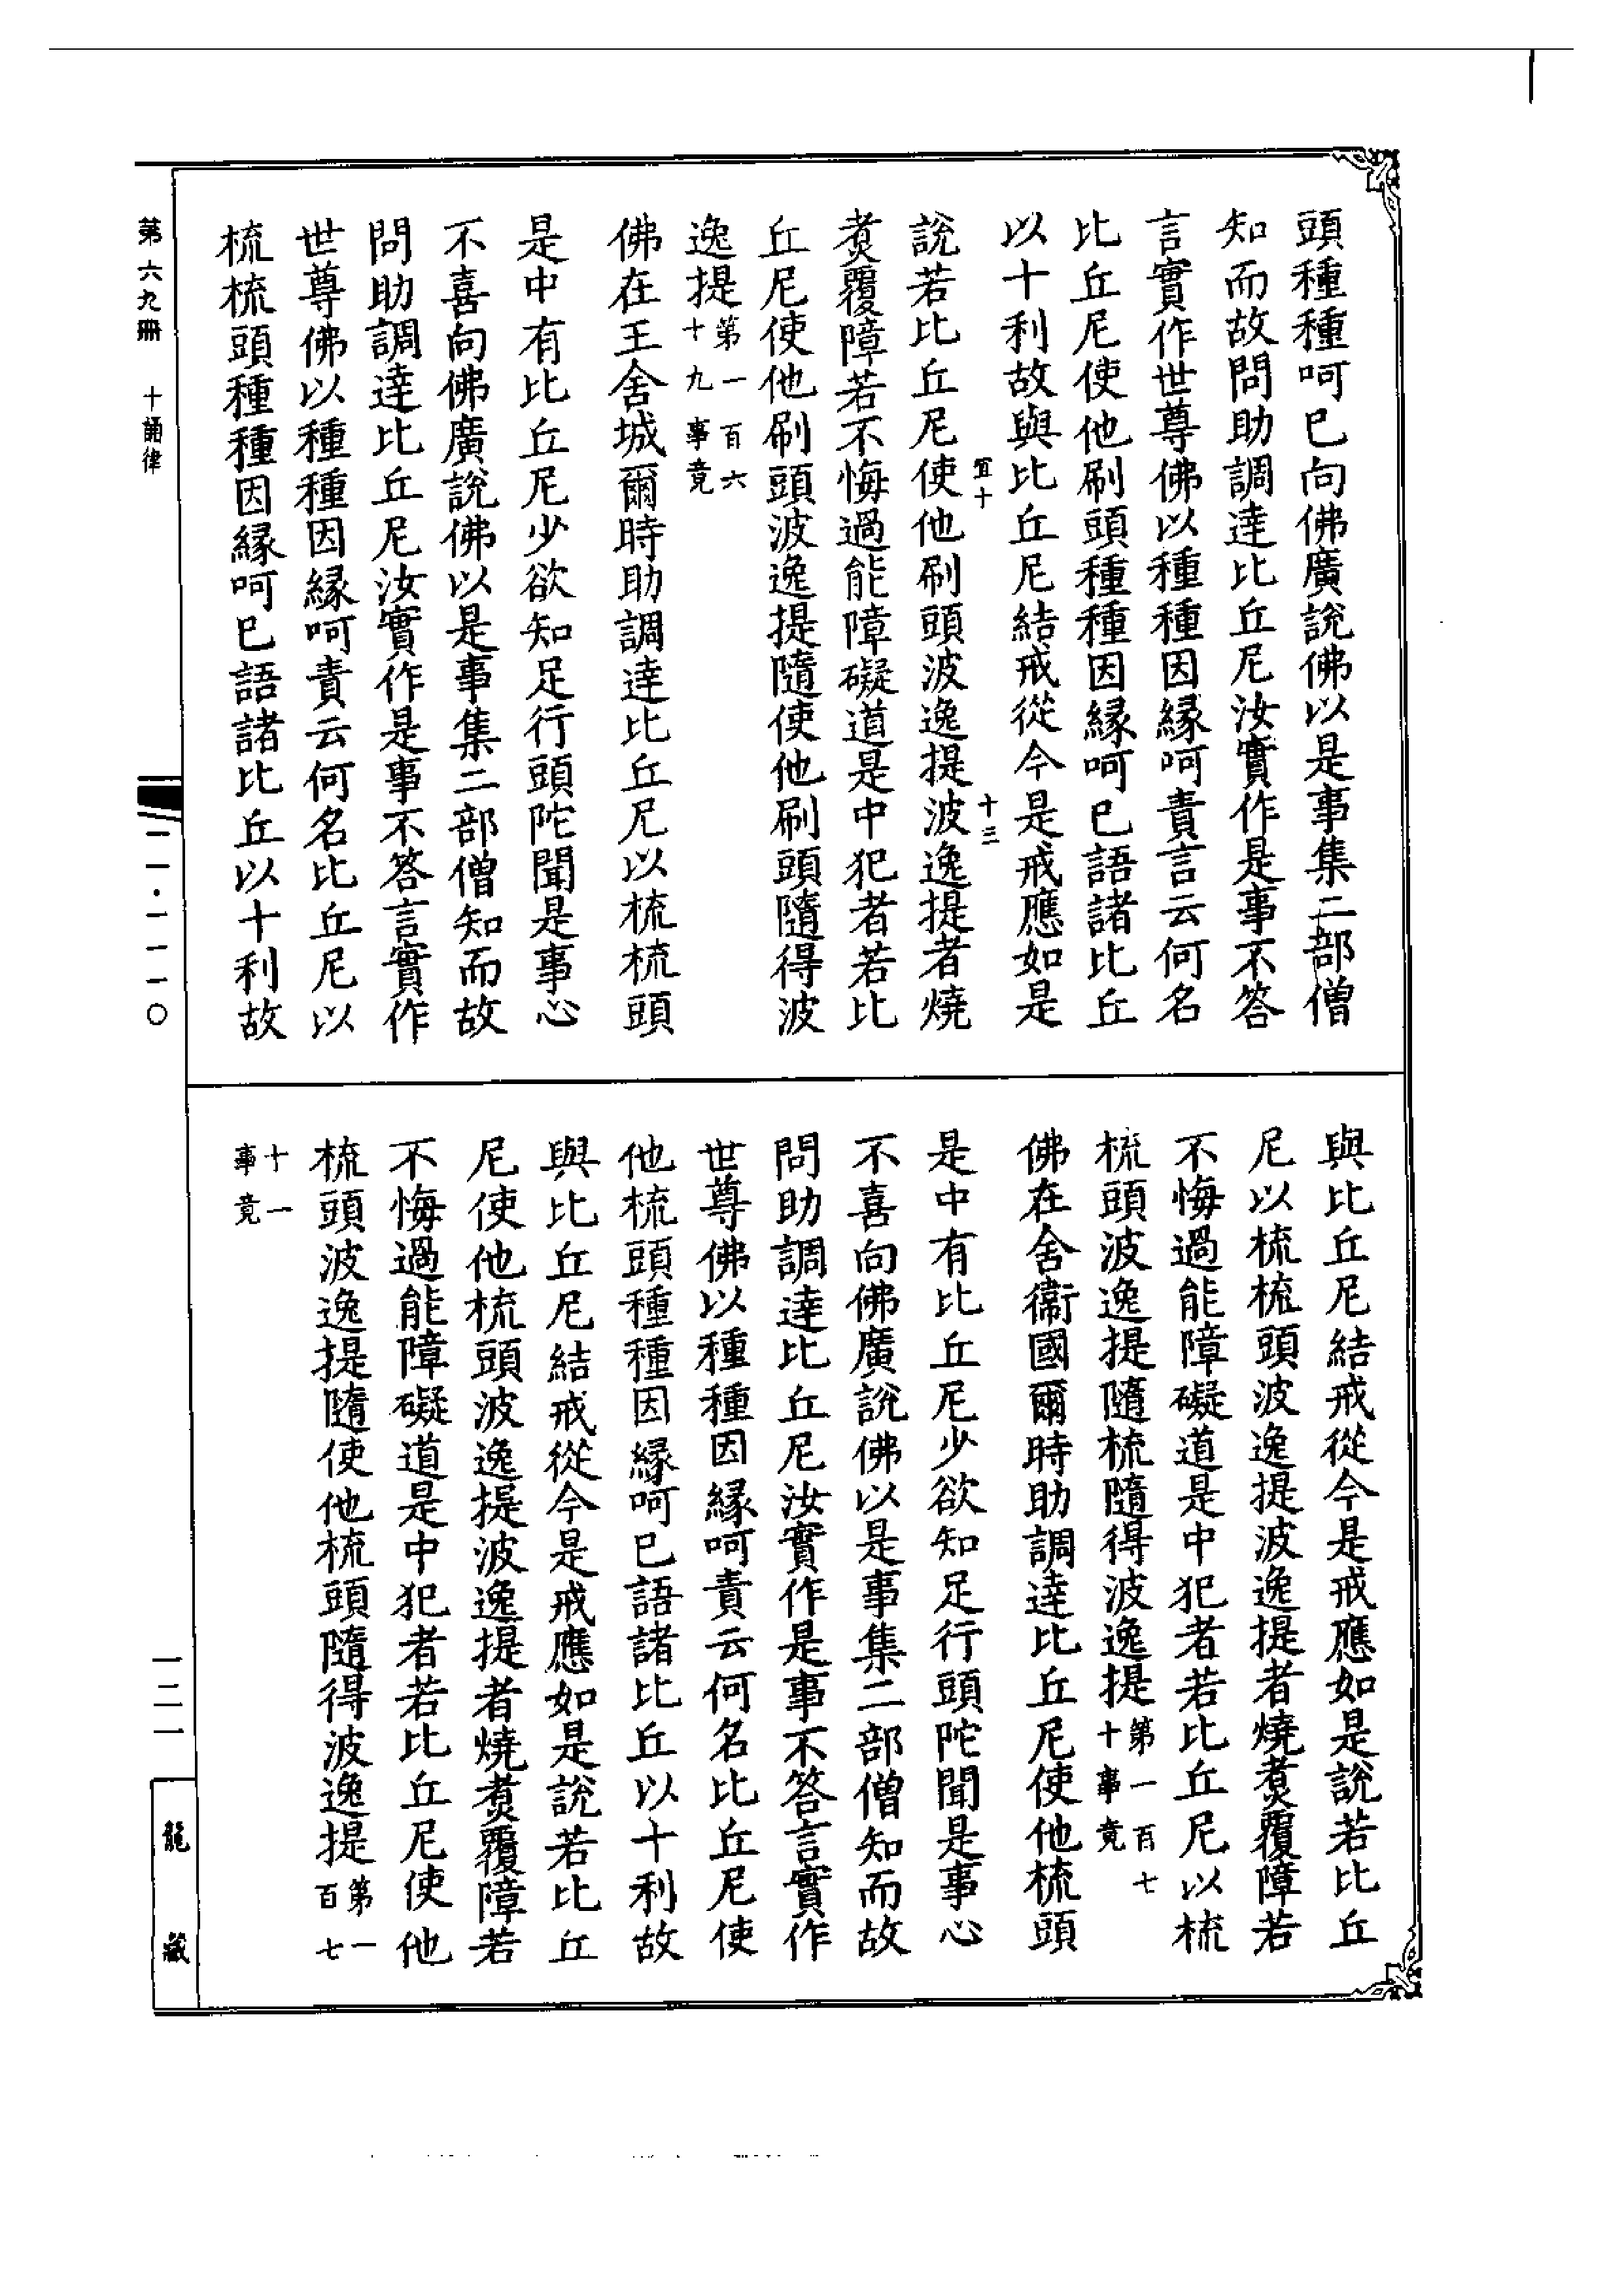 頭種種呵已向佛廣說佛以是事集二部僧
知而故問助調達比丘尼汝實作是事不答
言實作世尊佛以種種因緣呵責言云何名
比丘尼使他刷頭種種因緣呵已語諸比丘
以十利故與比丘尼結戒從今是戒應如是
宜十
十三
說若比丘尼使他刷頭波逸提波逸提者燒
煑覆障若不悔過能障礙道是中犯者若比
丘尼使他刷頭波逸提隨使他刷頭隨得波
逸提第一百六十九事竟
佛在王舍城爾時助調達比丘尼以梳梳頭
是中有比丘尼少欲知足行頭陀聞是事心
不喜向佛廣說佛以是事集二部僧知而故
問助調達比丘尼汝實作是事不答言實作
世尊佛以種種因緣呵責云何名比丘尼以
梳梳頭種種因緣呵已語諸比丘以十利故
與比丘尼結戒從今是戒應如是說若比丘
尼以梳梳頭波逸提波逸提者燒煑覆障若
不悔過能障礙道是中犯者若比丘尼以梳
梳頭波逸提隨梳隨得波逸提第一百七十事竟
佛在舍衞國爾時助調達比丘尼使他梳頭
是中有比丘尼少欲知足行頭陀聞是事心
不喜向佛廣說佛以是事集二部僧知而故
問助調達比丘尼汝實作是事不答言實作
世尊佛以種種因緣呵責云何名比丘尼使
他梳頭種種因緣呵已語諸比丘以十利故
與比丘尼結戒從今是戒應如是說若比丘
尼使他梳頭波逸提波逸提者燒煑覆障若
不悔過能障礙道是中犯者若比丘尼使他
梳頭波逸提隨使他梳頭隨得波逸提第一百七
十一事竟
第六九冊 十誦律
一一·一一一〇
一二一
龍藏